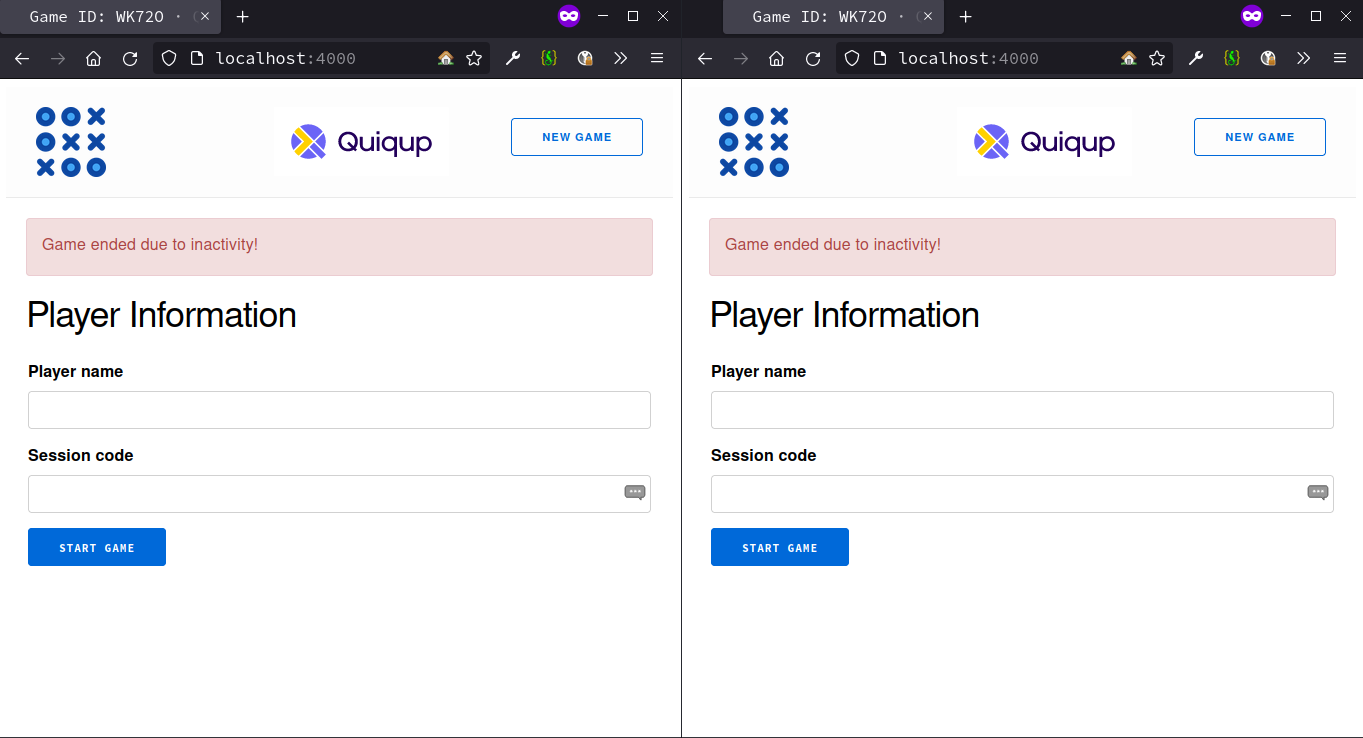 Game ID: WK72O ·
localhost:4000
Quiqup
NEW GAME
Game ended due to inactivity!
Player Information
Player name
Session code
START GAME
Game ID: WK72O ·
localhost:4000
Quiqup
NEW GAME
Game ended due to inactivity!
Player Information
Player name
Session code
START GAME